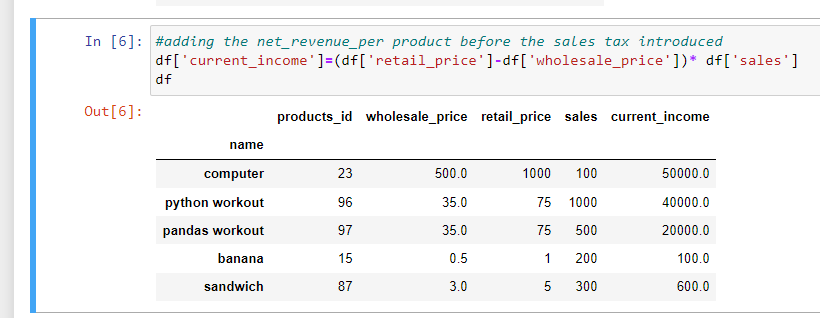 In [6]: #adding the net_revenue_per product before the sales tax introduced
df['current_income']=(df['retail_price']-df['wholesale_price'])* df['sales']
df
Out[6]:
products_id wholesale_price retail_price sales current_income
name
computer 23 500.0 1000 100 50000.0
python workout 96 35.0 75 1000 40000.0
pandas workout 97 35.0 75 500 20000.0
banana 15 0.5 1 200 100.0
sandwich 87 3.0 5 300 600.0